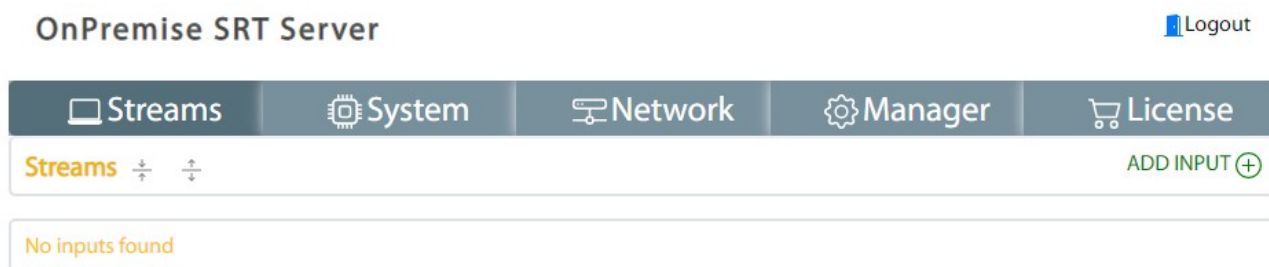 OnPremise SRT Server
Logout
Streams System Network Manager License
Streams ADD INPUT
No inputs found